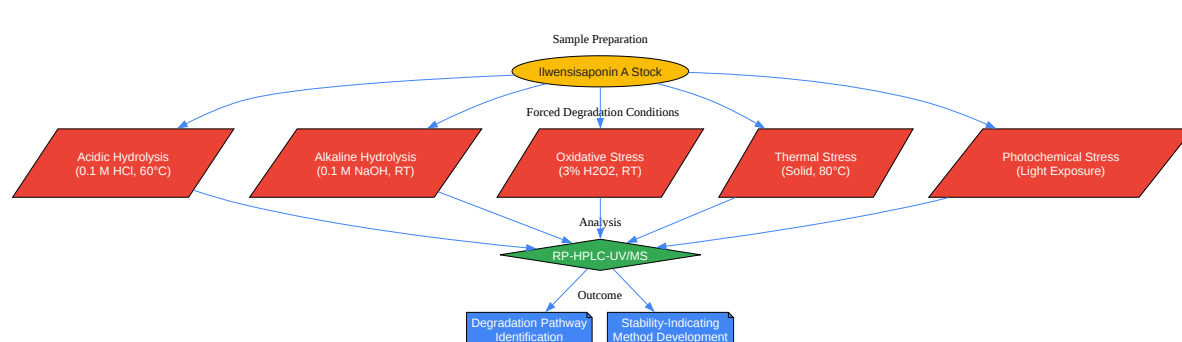 Sample Preparation
Ilwensisaponin A Stock
Forced Degradation Conditions
Acidic Hydrolysis
(0.1 M HCl, 60°C)
Alkaline Hydrolysis
(0.1 M NaOH, RT)
Oxidative Stress
(3% H2O2, RT)
Thermal Stress
(Solid, 80°C)
Photochemical Stress
(Light Exposure)
Analysis
RP-HPLC-UV/MS
Outcome
Degradation Pathway
Identification
Stability-Indicating
Method Development